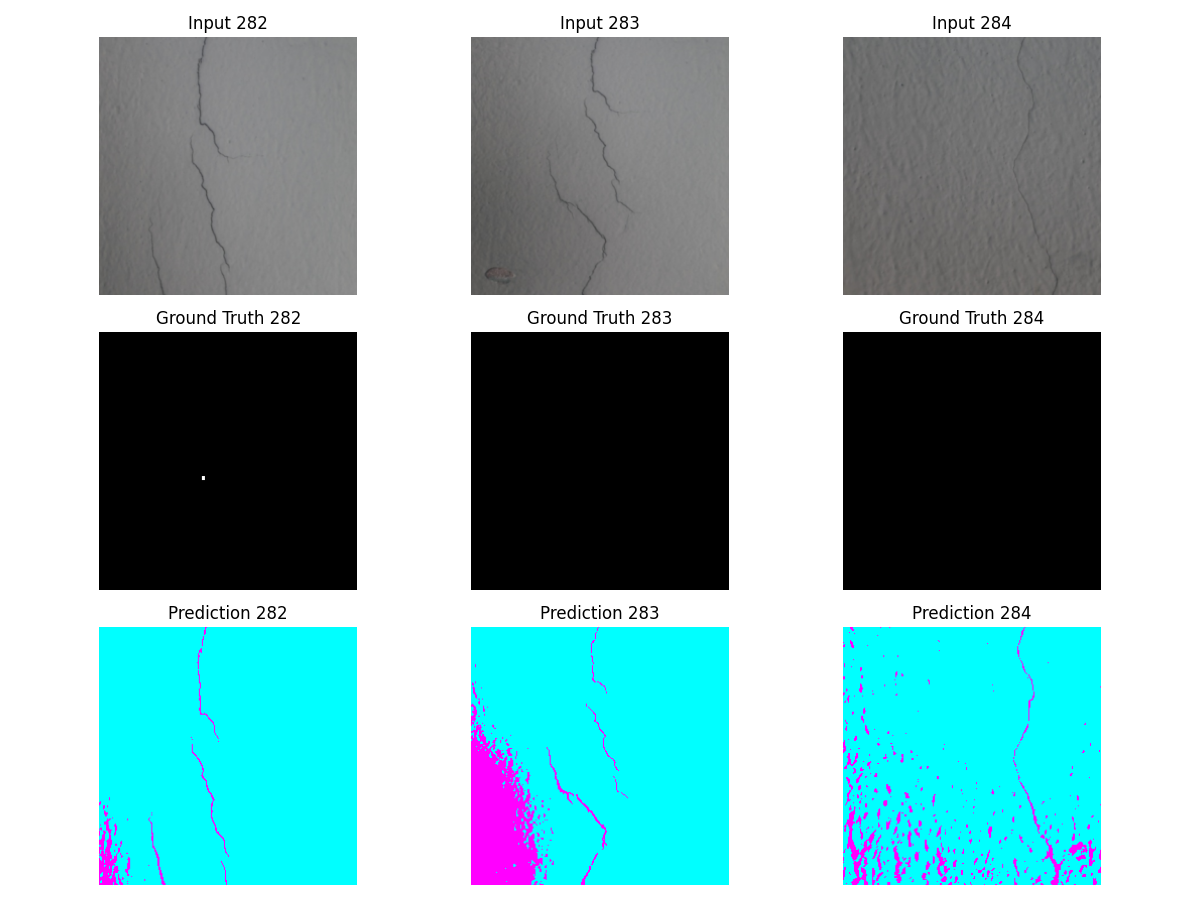 Input 282
Input 283
Input 284
Ground Truth 282
Ground Truth 283
Ground Truth 284
Prediction 282
Prediction 283
Prediction 284